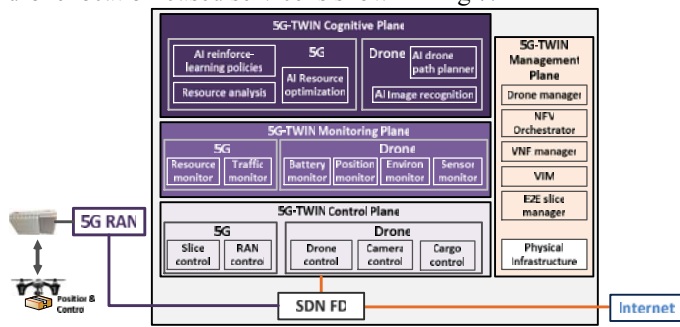 5G-TWIN Cognitive Plane
AI reinforce-
learning policies
Resource analysis
5G
AI Resource
optimization
Drone
AI drone
path planner
AI Image recognition
5G-TWIN Monitoring Plane
5G
Resource
monitor
Traffic
monitor
Drone
Battery
monitor
Position
monitor
Environ
monitor
Sensor
monitor
5G-TWIN Control Plane
5G
Slice
control
RAN
control
Drone
Drone
control
Camera
control
Cargo
control
5G-TWIN
Management
Plane
Drone manager
NFV
Orchestrator
VNF manager
VIM
E2E slice
manager
Physical
Infrastructure
5G RAN
Position &
Control
SDN FD
Internet